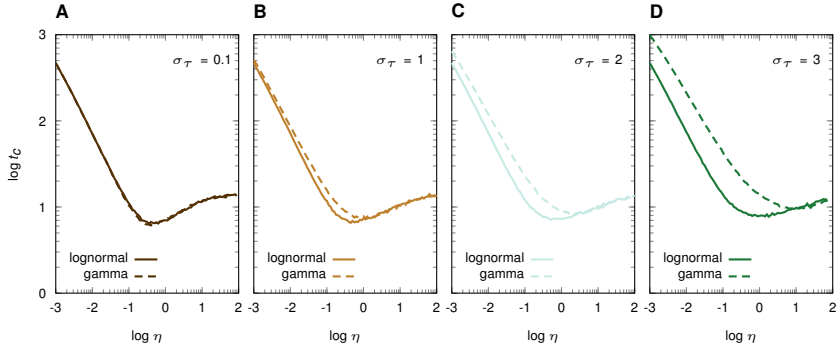 A B C D
σ_τ = 0.1 σ_τ = 1 σ_τ = 2 σ_τ = 3
3
2
1
0
log t_c
lognormal lognormal lognormal lognormal
gamma gamma gamma gamma
-3 -2 -1 0 1 2 -3 -2 -1 0 1 2 -3 -2 -1 0 1 2 -3 -2 -1 0 1 2
log η log η log η log η